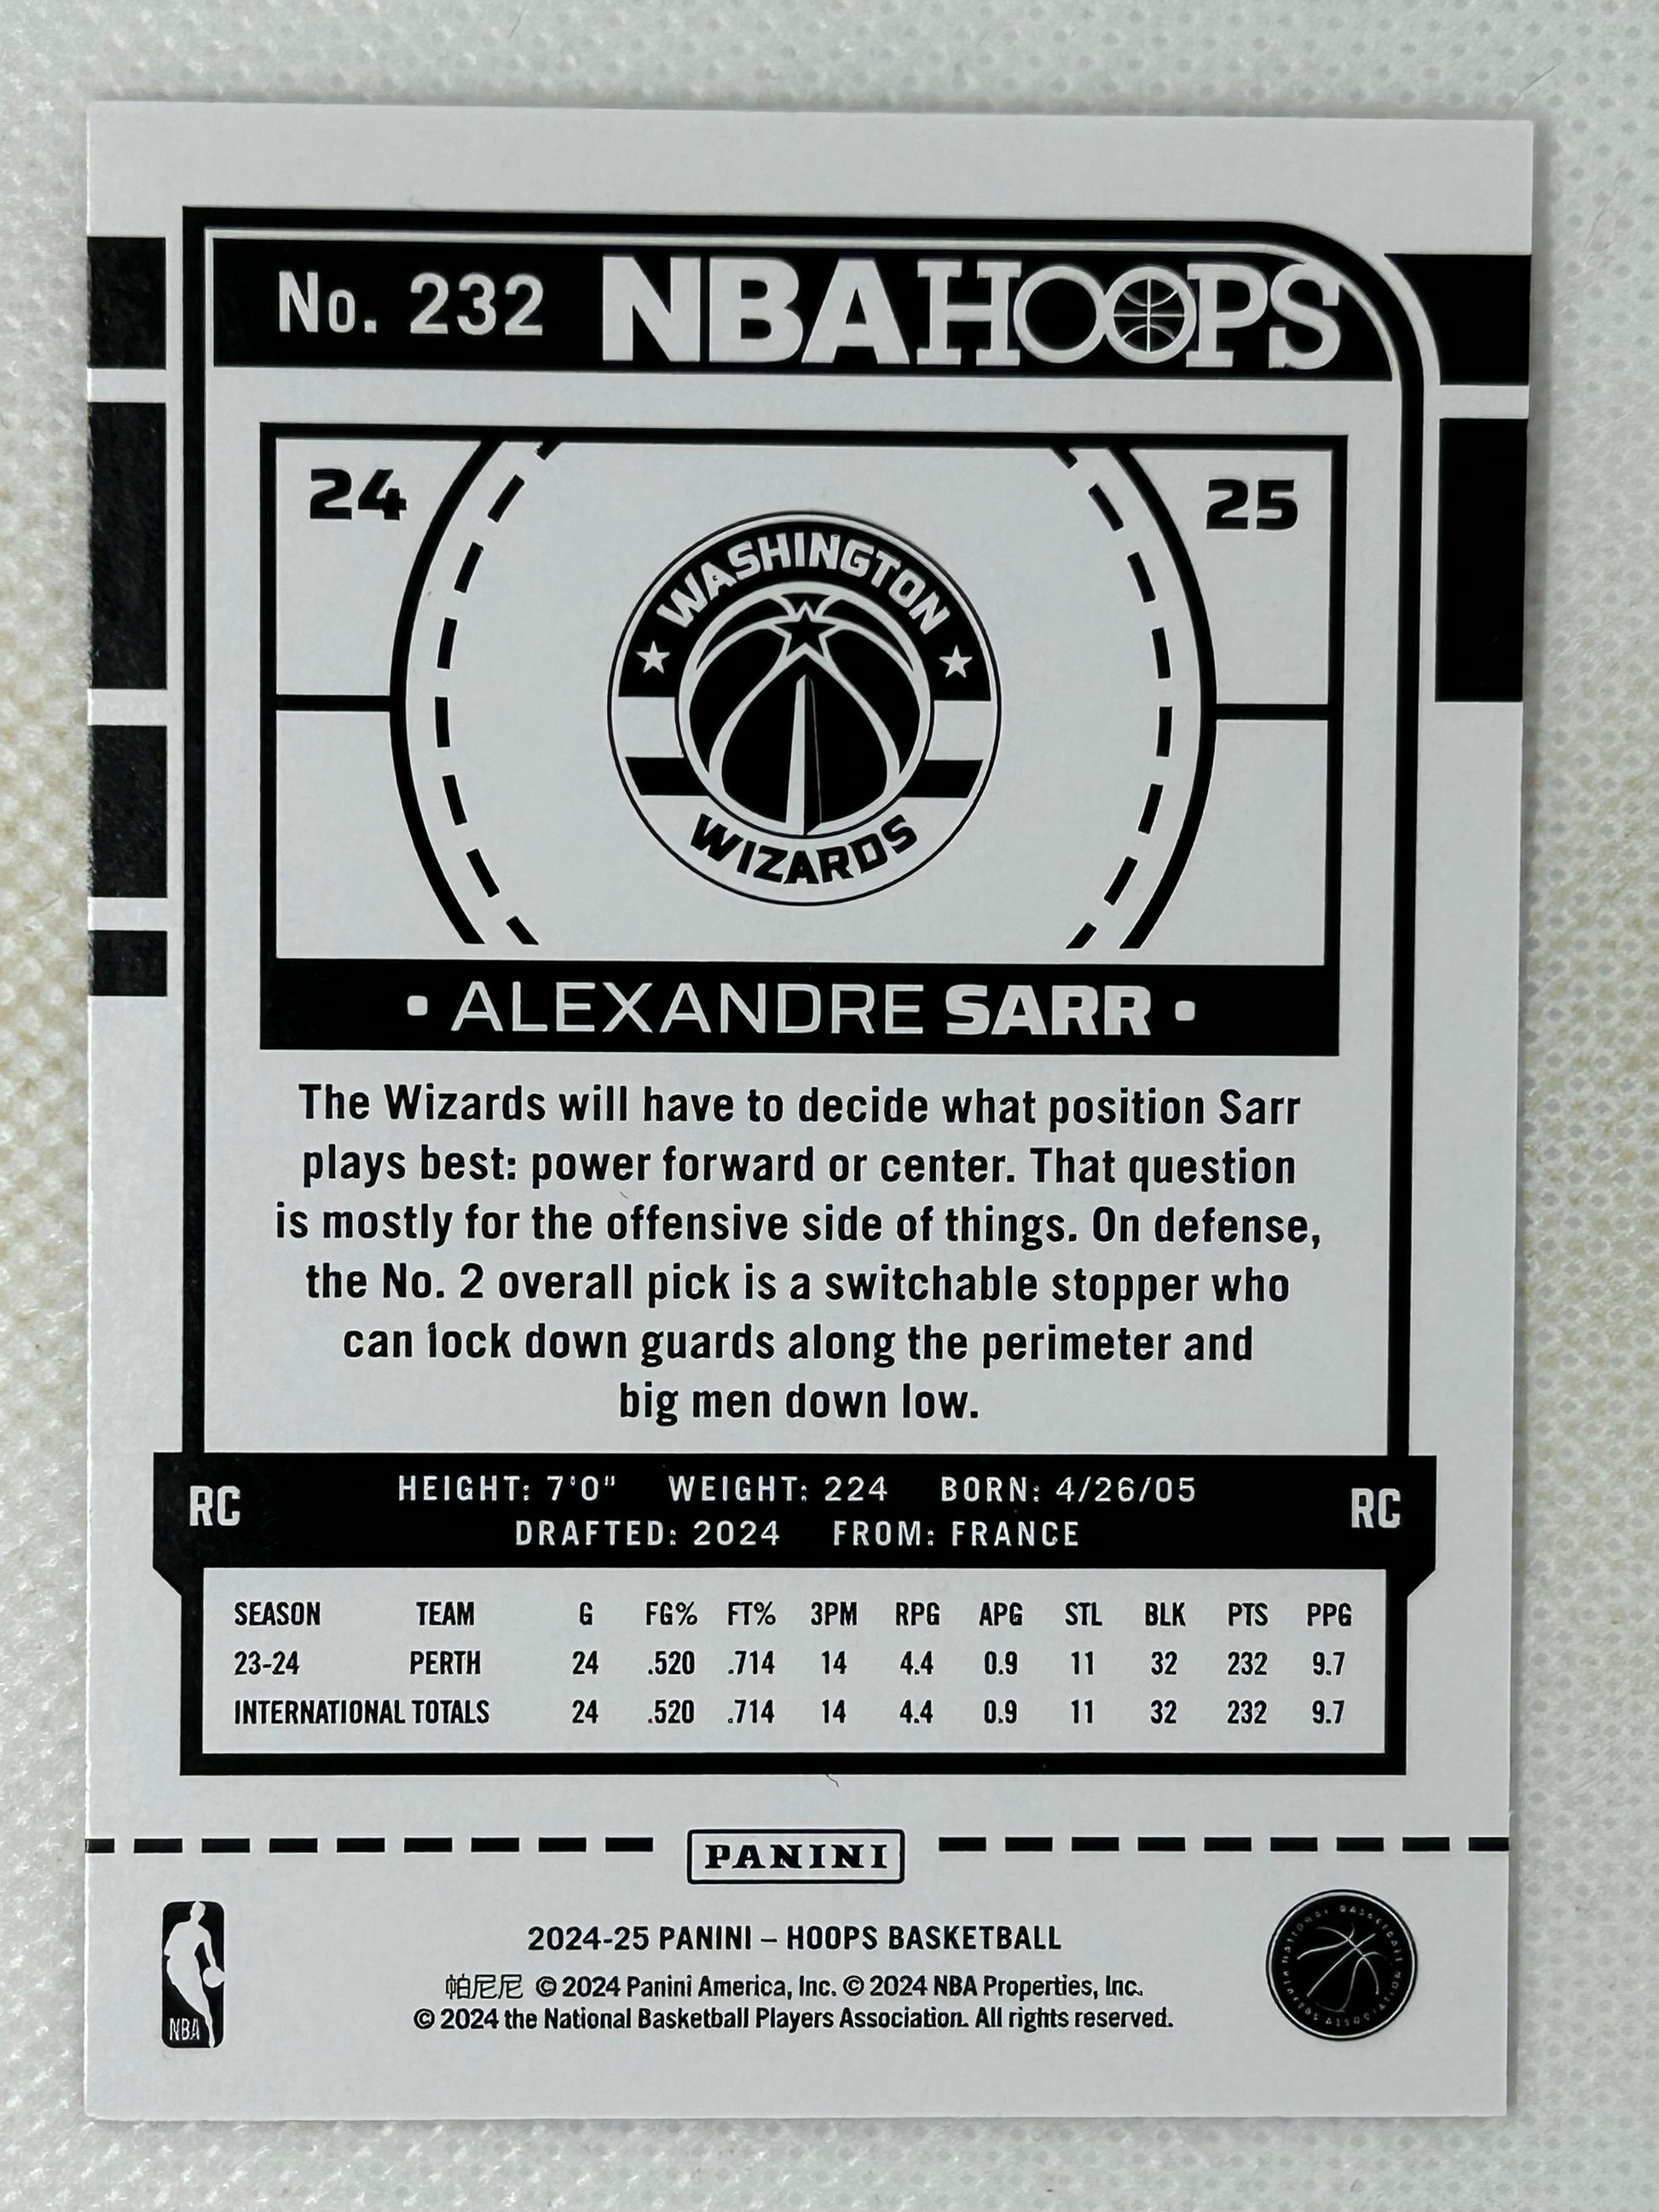 No. 232 NBA HOOPS
24 25
WASHINGTON
WIZARDS
• ALEXANDRE SARR •
The Wizards will have to decide what position Sarr
plays best: power forward or center. That question
is mostly for the offensive side of things. On defense,
the No. 2 overall pick is a switchable stopper who
can lock down guards along the perimeter and
big men down low.
RC HEIGHT: 7'0" WEIGHT: 224 BORN: 4/26/05 RC
DRAFTED: 2024 FROM: FRANCE
SEASON TEAM G FG% FT% 3PM RPG APG STL BLK PTS PPG
23-24 PERTH 24 .520 .714 14 4.4 0.9 11 32 232 9.7
INTERNATIONAL TOTALS 24 .520 .714 14 4.4 0.9 11 32 232 9.7
PANINI
2024-25 PANINI – HOOPS BASKETBALL
帕尼尼 © 2024 Panini America, Inc. © 2024 NBA Properties, Inc.
© 2024 the National Basketball Players Association. All rights reserved.
NBA
NATIONAL BASKETBALL PLAYERS ASSOCIATION